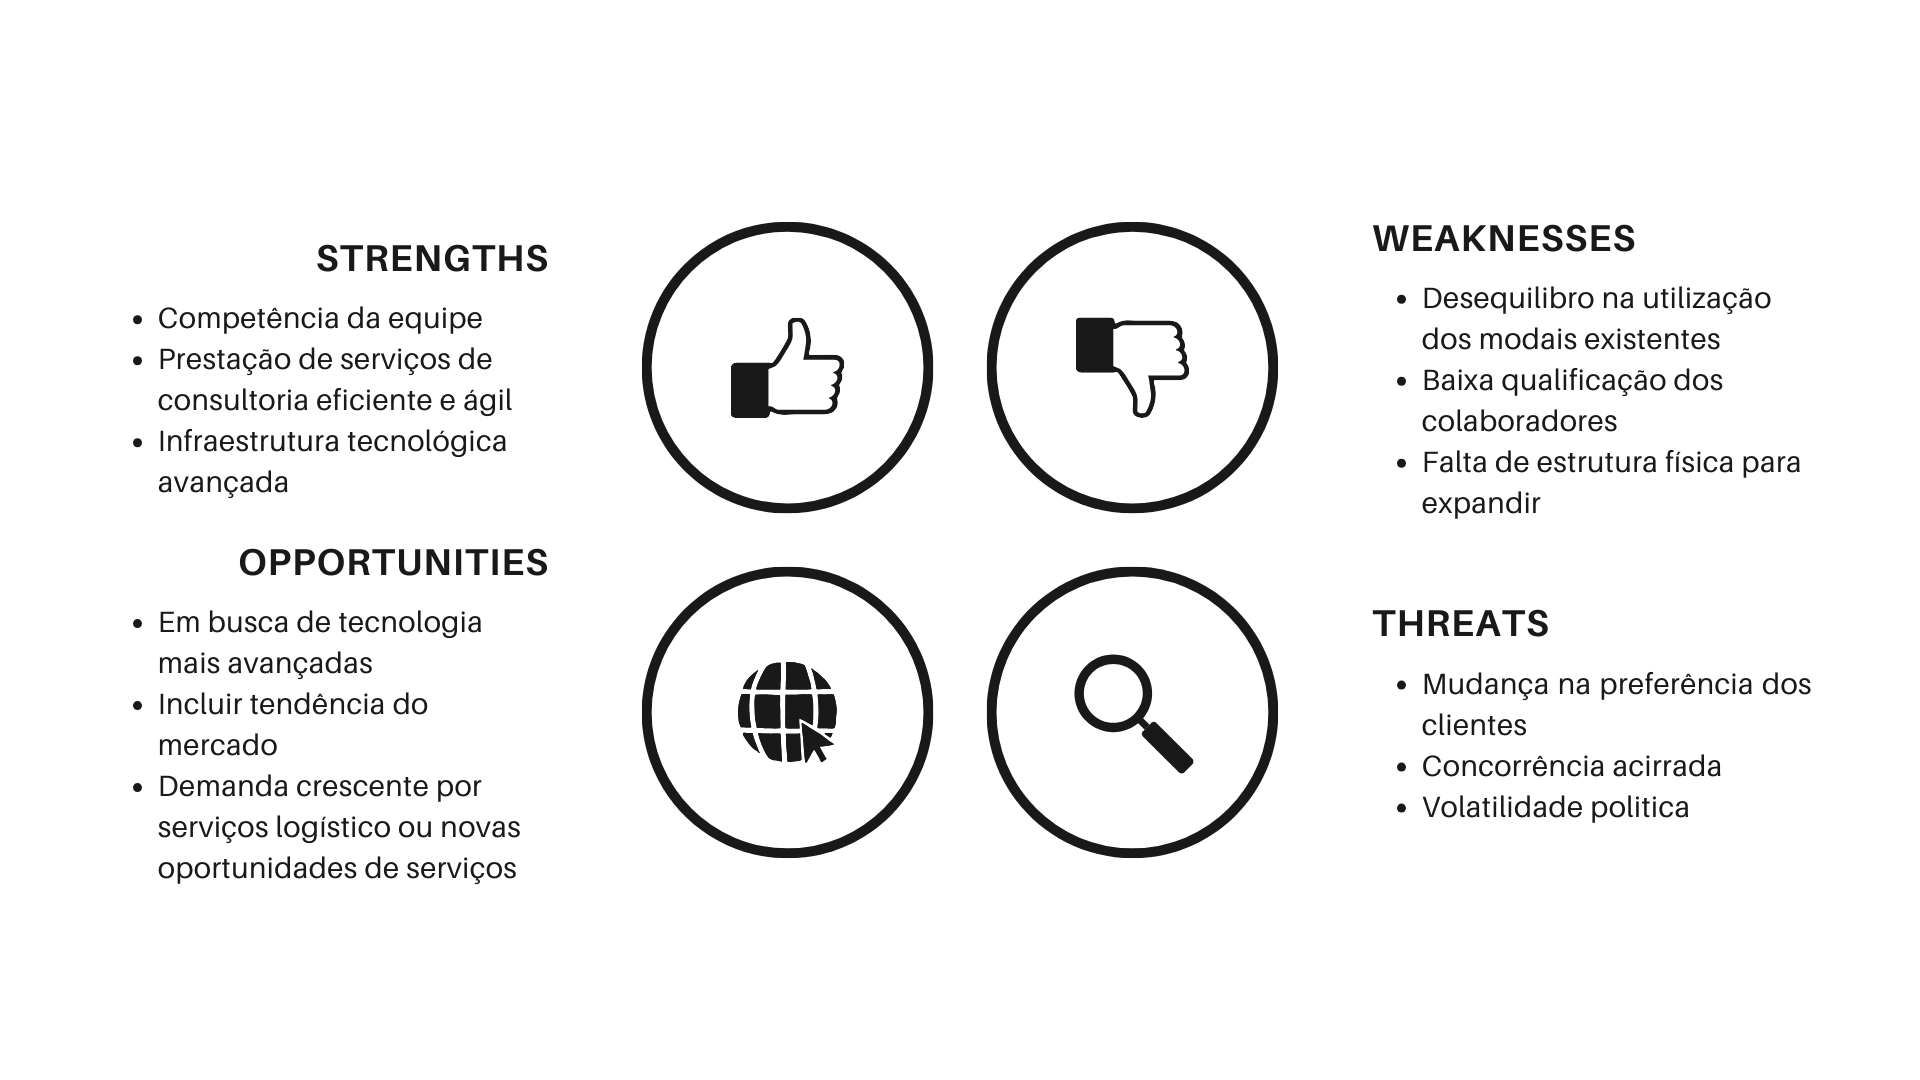 STRENGTHS
• Competência da equipe
• Prestação de serviços de
consultoria eficiente e ágil
• Infraestrutura tecnológica
avançada
WEAKNESSES
• Desequilibro na utilização
dos modais existentes
• Baixa qualificação dos
colaboradores
• Falta de estrutura física para
expandir
OPPORTUNITIES
• Em busca de tecnologia
mais avançadas
• Incluir tendência do
mercado
• Demanda crescente por
serviços logístico ou novas
oportunidades de serviços
THREATS
• Mudança na preferência dos
clientes
• Concorrência acirrada
• Volatilidade politica